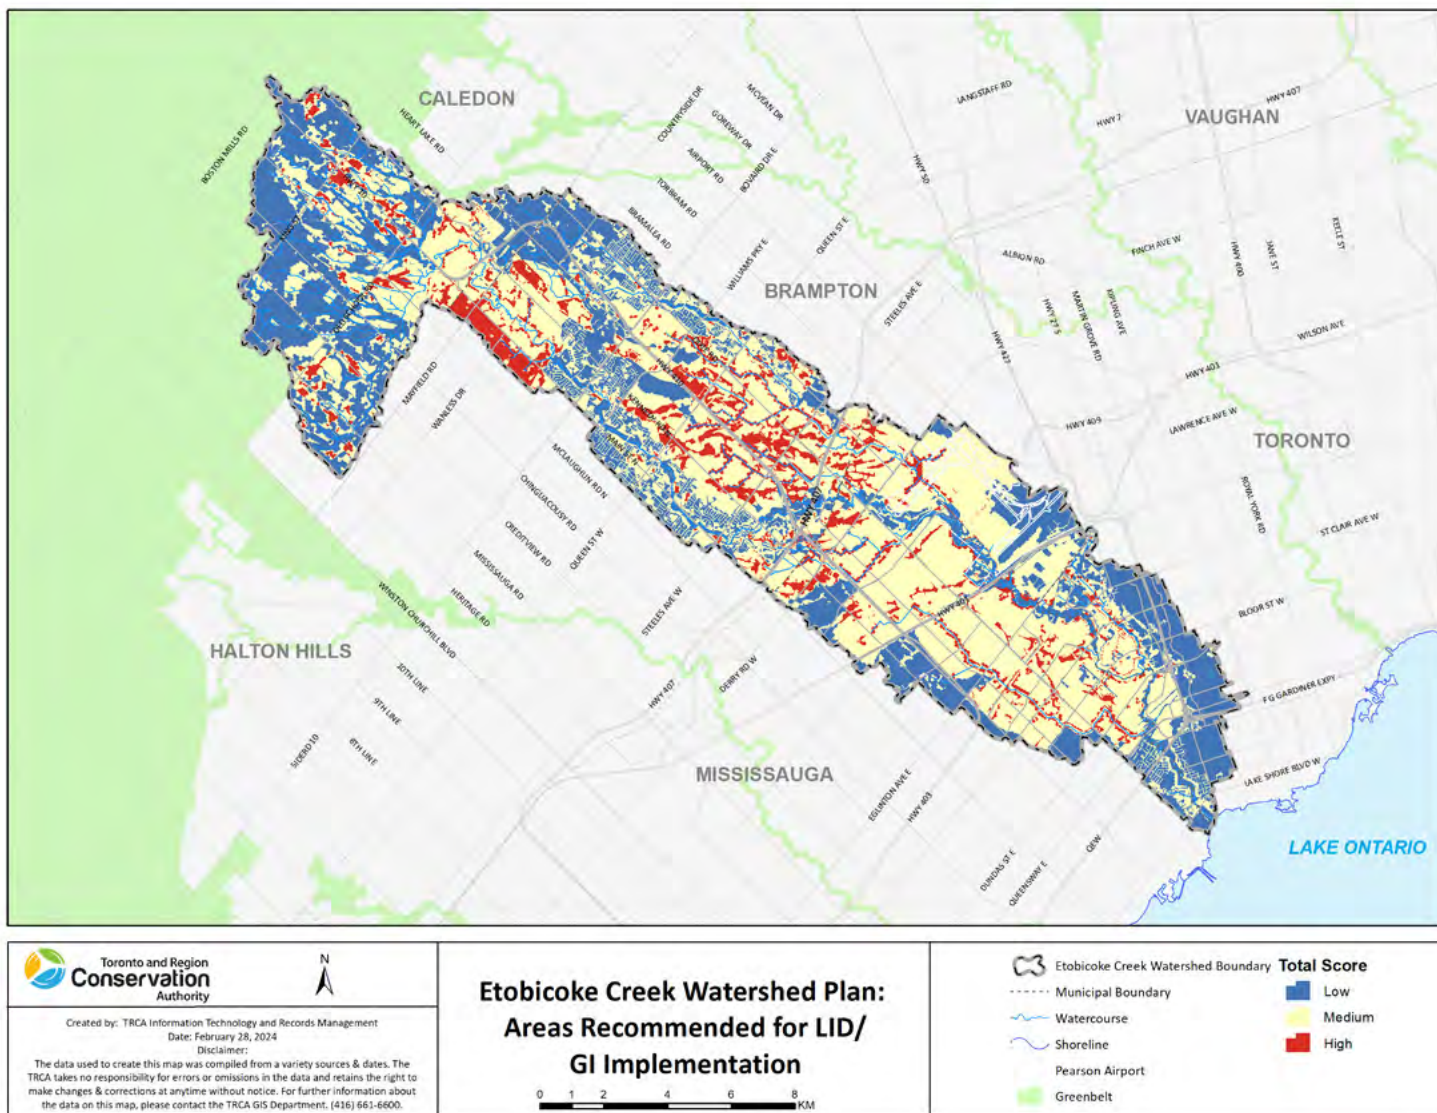 CALEDON
VAUGHAN
BRAMPTON
TORONTO
HALTON HILLS
MISSISSAUGA
LAKE ONTARIO
BOSTON MILLS RD
HEART LAKE RD
COUNTRYSIDE DR
MCVEAN DR
GOREWAY DR
AIRPORT RD
BOVAIRD DR E
TORBRAM RD
BRAMALEA RD
WILLIAMS PKY E
QUEEN ST E
STEELES AVE E
LANGSTAFF RD
HWY 7
HWY 407
HWY 50
ALBION RD
FINCH AVE W
HWY 400
JANE ST
KEELE ST
HWY 27 S
MARTIN GROVE RD
KIPLING AVE
WILSON AVE
HWY 427
HWY 401
HWY 409
LAWRENCE AVE W
ROYAL YORK RD
ST CLAIR AVE W
BLOOR ST W
F G GARDINER EXPY
LAKE SHORE BLVD W
MAYFIELD RD
WANLESS DR
MCLAUGHLIN RD N
CHINGUACOUSY RD
CREDITVIEW RD
QUEEN ST W
MISSISSAUGA RD
HERITAGE RD
WINSTON CHURCHILL BLVD
10TH LINE
9TH LINE
8TH LINE
SIDERD 10
STEELES AVE W
HWY 407
DERRY RD W
HWY 410
HWY 407
HWY 401
EGLINTON AVE E
HWY 403
DUNDAS ST E
QUEENSWAY E
QEW
Toronto and Region
Conservation
Authority
N
Created by: TRCA Information Technology and Records Management
Date: February 28, 2024
Disclaimer:
The data used to create this map was compiled from a variety sources & dates. The
TRCA takes no responsibility for errors or omissions in the data and retains the right to
make changes & corrections at anytime without notice. For further information about
the data on this map, please contact the TRCA GIS Department. (416) 661-6600.
Etobicoke Creek Watershed Plan:
Areas Recommended for LID/
GI Implementation
0 1 2 4 6 8
KM
Etobicoke Creek Watershed Boundary
Municipal Boundary
Watercourse
Shoreline
Pearson Airport
Greenbelt
Total Score
Low
Medium
High